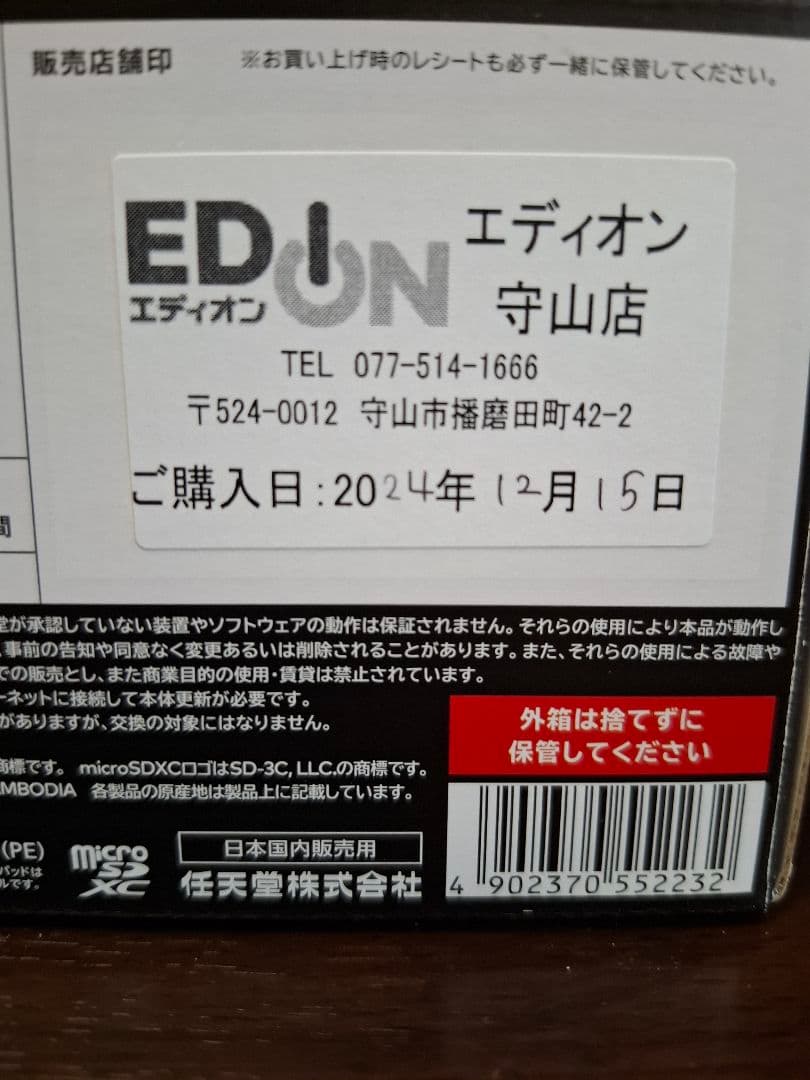 販売店舗印
※お買い上げ時のレシートも必ず一緒に保管してください。
EDION
エディオン
エディオン
守山店
TEL 077-514-1666
〒524-0012 守山市播磨田町42-2
ご購入日:2024年12月15日
間
堂が承認していない装置やソフトウェアの動作は保証されません。それらの使用により本品が動作し
事前の告知や同意なく変更あるいは削除されることがあります。また、それらの使用による故障や
での販売とし、また商業目的の使用・賃貸は禁止されています。
ーネットに接続して本体更新が必要です。
がありますが、交換の対象にはなりません。
外箱は捨てずに
保管してください
商標です。 microSDXCロゴはSD-3C, LLC.の商標です。
MBODIA 各製品の原産地は製品上に記載しています。
(PE)
パッドは
ルです。
micro
SD
XC
日本国内販売用
任天堂株式会社
4 902370 552232